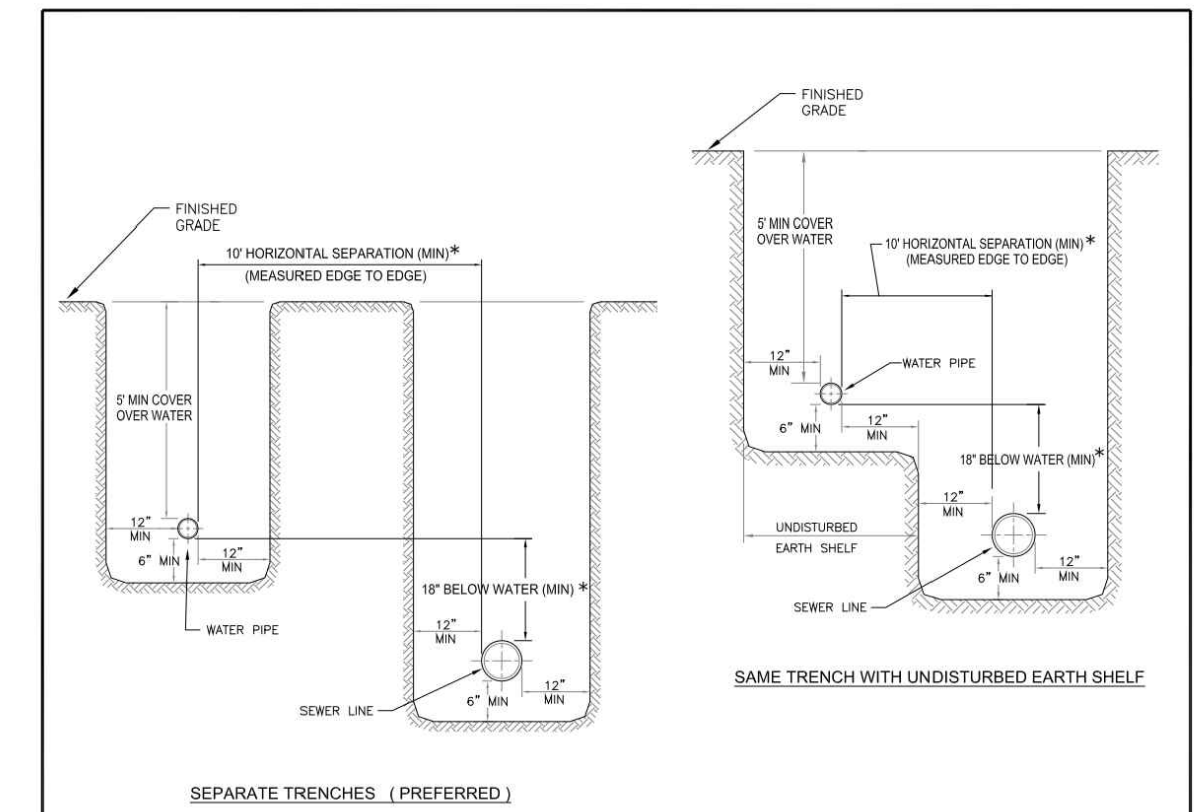 FINISHED
GRADE
10' HORIZONTAL SEPARATION (MIN)*
(MEASURED EDGE TO EDGE)
5' MIN COVER
OVER WATER
12"
MIN
6" MIN
12"
MIN
WATER PIPE
18" BELOW WATER (MIN) *
12"
MIN
12"
MIN
6" MIN
SEWER LINE
SEPARATE TRENCHES ( PREFERRED )
FINISHED
GRADE
5' MIN COVER
OVER WATER
10' HORIZONTAL SEPARATION (MIN)*
(MEASURED EDGE TO EDGE)
12"
MIN
WATER PIPE
6" MIN
12"
MIN
18" BELOW WATER (MIN)*
12"
MIN
UNDISTURBED
EARTH SHELF
12"
MIN
6" MIN
SEWER LINE
SAME TRENCH WITH UNDISTURBED EARTH SHELF